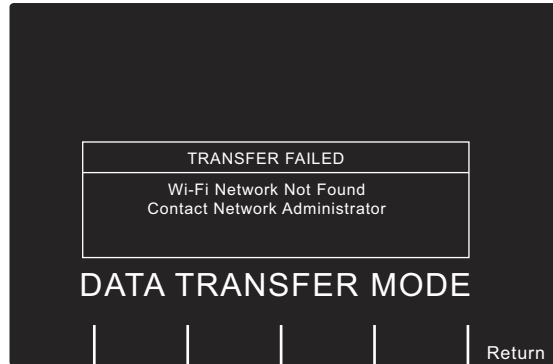 TRANSFER FAILED
Wi-Fi Network Not Found
Contact Network Administrator
DATA TRANSFER MODE
Return